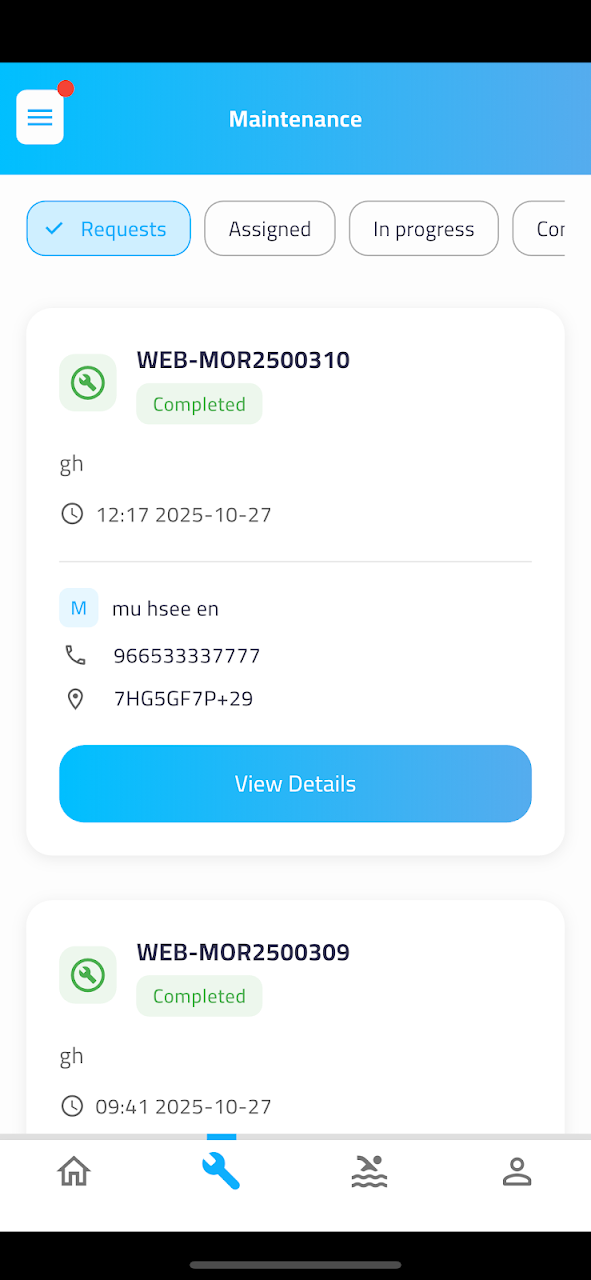 Maintenance
Requests
Assigned
In progress
WEB-MOR2500310
Completed
gh
12:17 2025-10-27
M
mu hsee en
966533337777
7HG5GF7P+29
View Details
WEB-MOR2500309
Completed
gh
09:41 2025-10-27